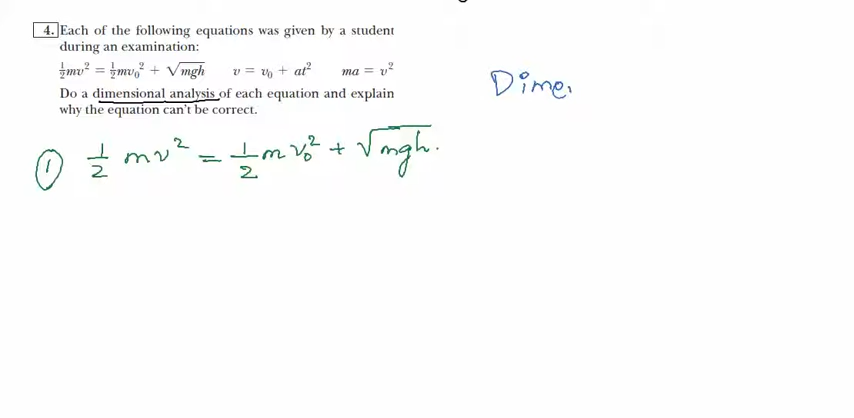 4. Each of the following equations was given by a student
during an examination:
½mv² = ½mv₀² + √mgh   v = v₀ + at²   ma = v²
Do a dimensional analysis of each equation and explain
why the equation can't be correct.
Dime,
① ½ mv² = ½ m v₀² + √mgh.